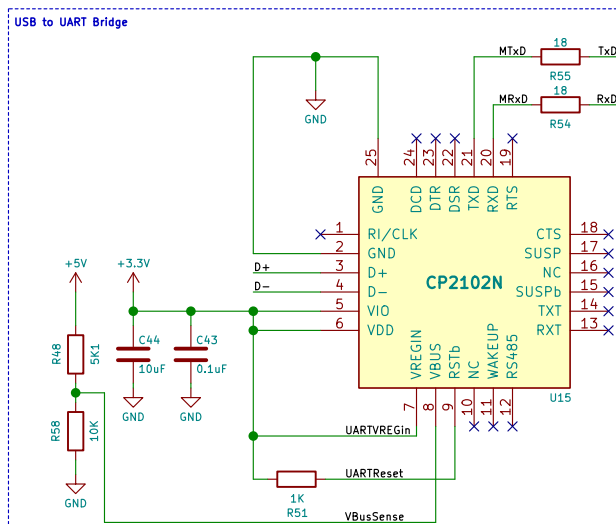 USB to UART Bridge
MTxD
18
R55
TxD
MRxD
18
R54
RxD
GND
25
24
23
22
21
20
19
GND
DCD
DTR
DSR
TXD
RXD
RTS
1
RI/CLK
2
GND
3
D+
4
D-
5
VIO
6
VDD
D+
D-
CP2102N
CTS
18
SUSP
17
NC
16
SUSPb
15
TXT
14
RXT
13
VREGIN
VBUS
RSTb
NC
WAKEUP
RS485
7
8
9
10
11
12
U15
+5V
+3.3V
R48
5K1
C44
10uF
C43
0.1uF
GND
GND
R58
10K
GND
UARTVREGin
UARTReset
1K
R51
VBusSense